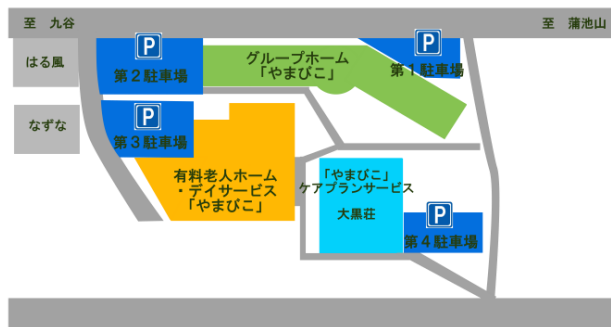 至 九谷
至 蒲池山
はる風
P
第2駐車場
グループホーム
「やまびこ」
P
第1駐車場
なずな
P
第3駐車場
有料老人ホーム
・デイサービス
「やまびこ」
「やまびこ」
ケアプランサービス
大黒荘
P
第4駐車場